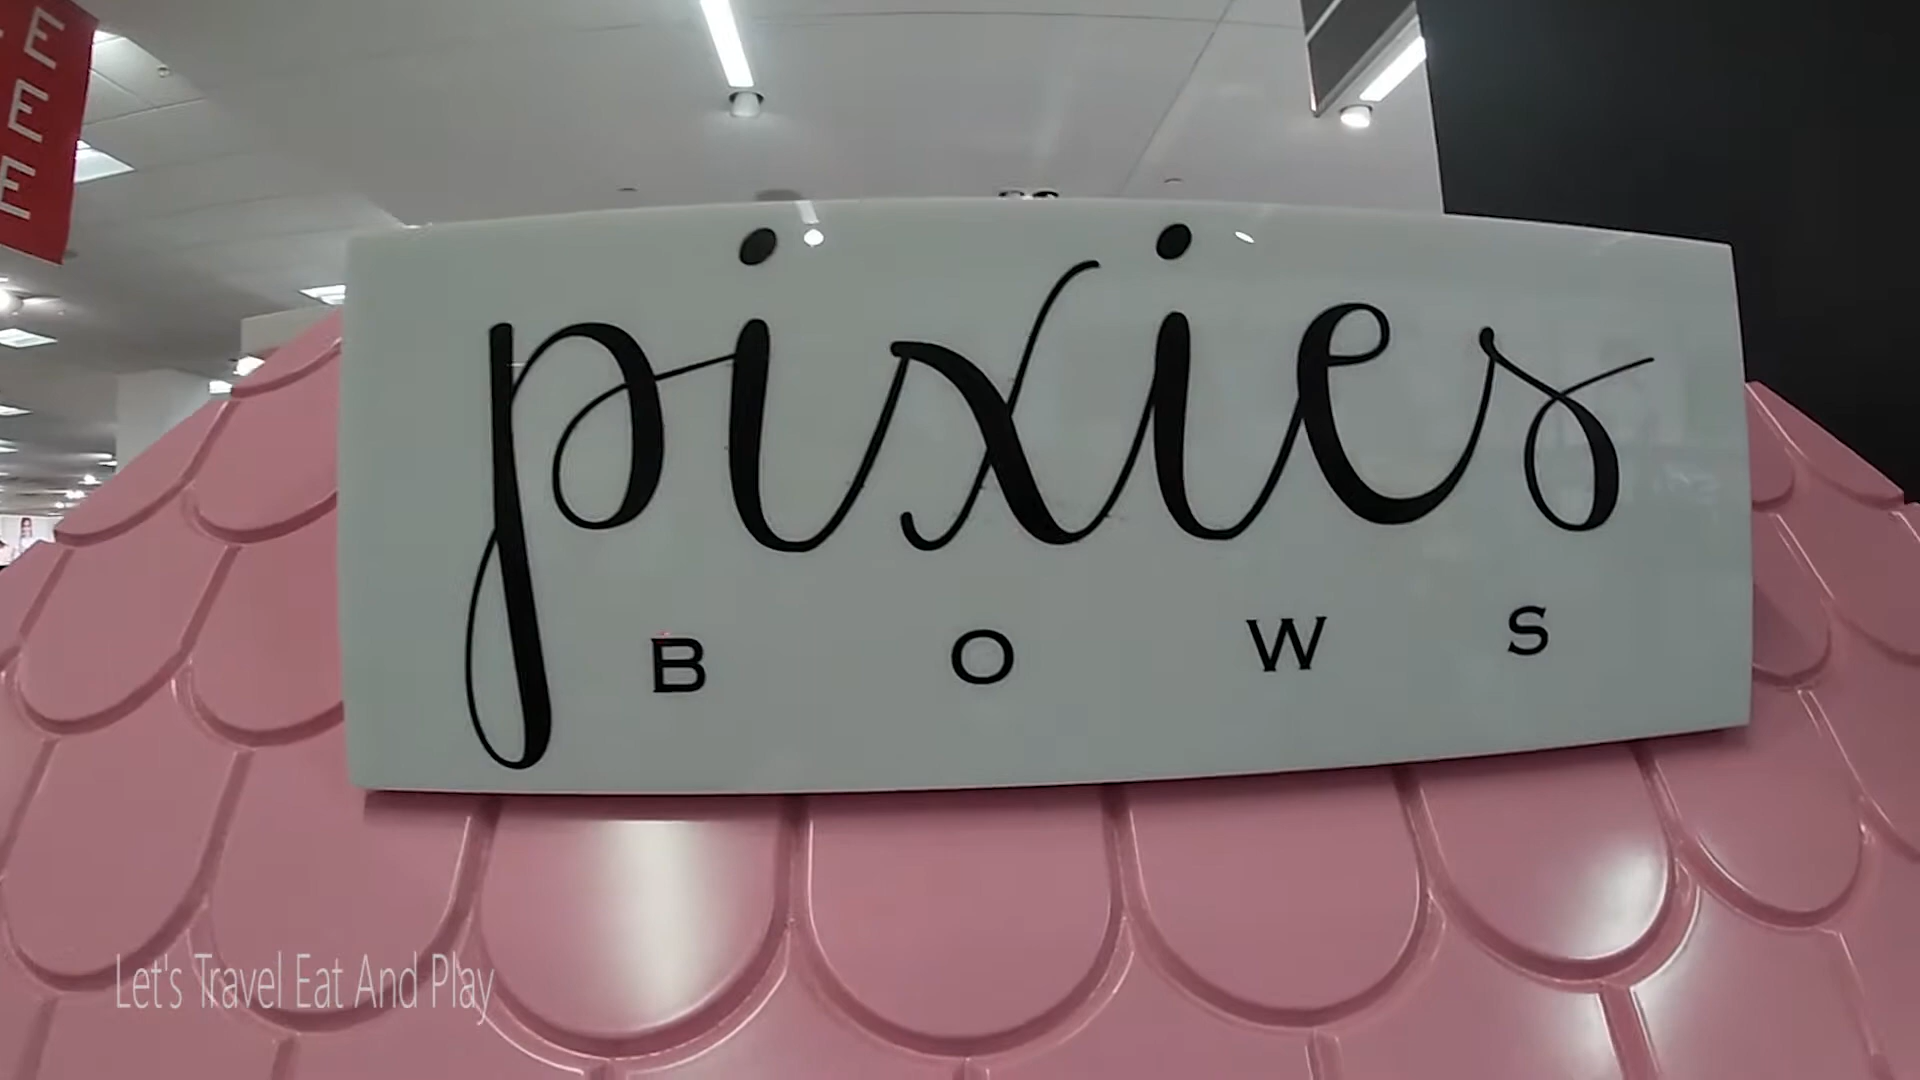 E
E
E
pixies
BOWS
Let's Travel Eat And Play